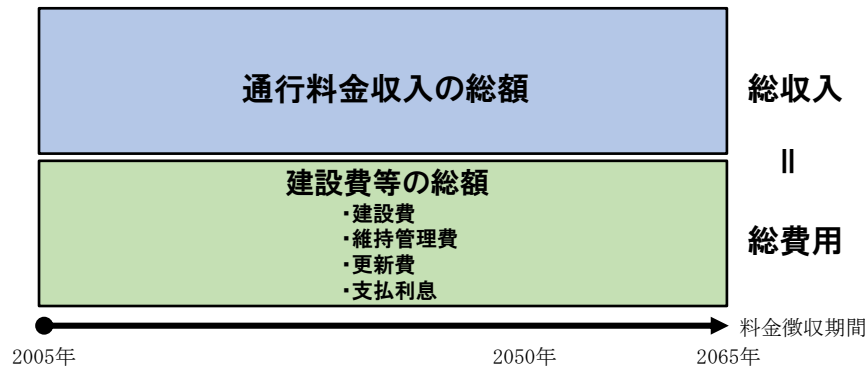 通行料金収入の総額
総収入
॥
建設費等の総額
・建設費
・維持管理費
・更新費
・支払利息
総費用
料金徴収期間
2005年
2050年
2065年